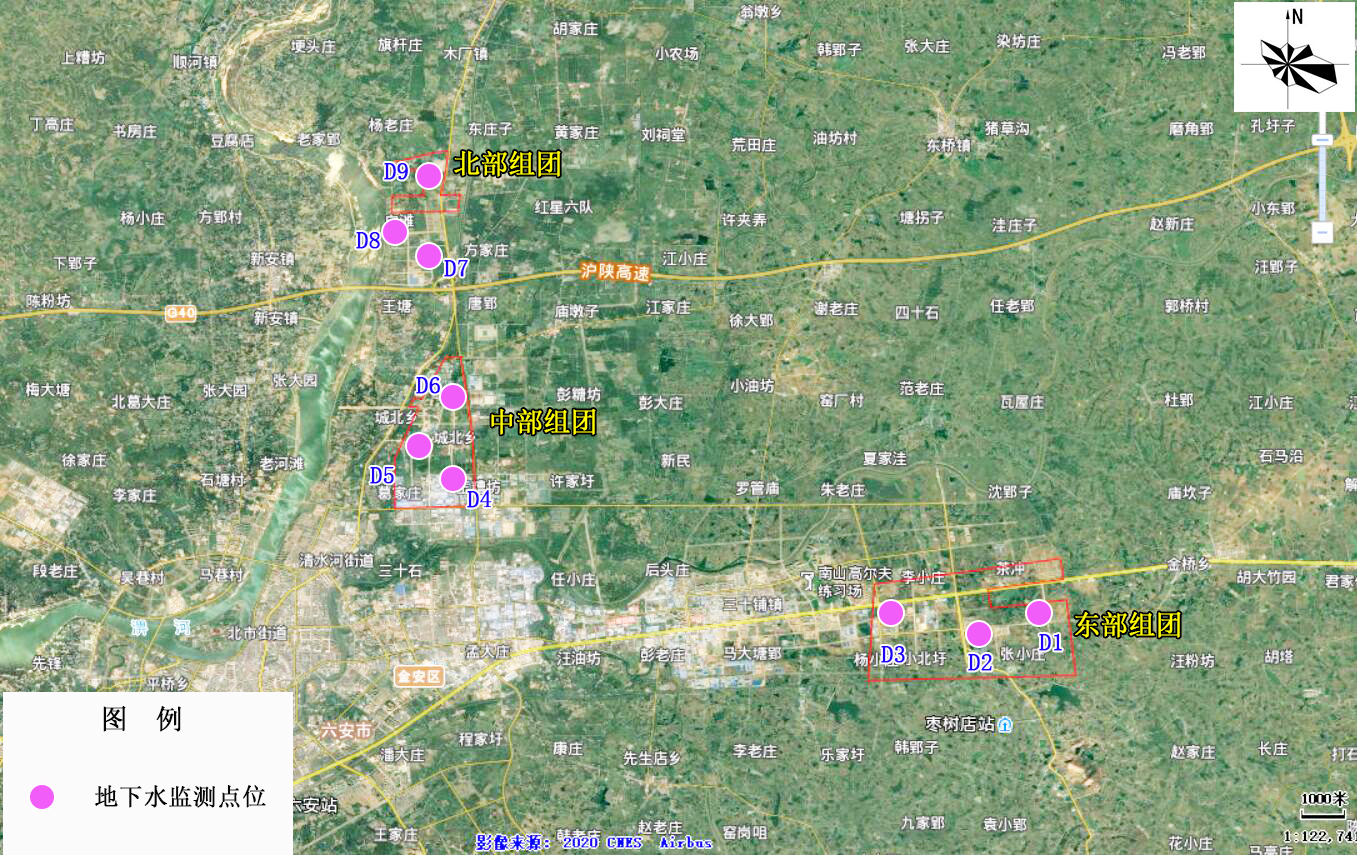 翁墩乡
胡家庄
N
埂头庄
旗杆庄
木厂镇
小农场
韩郢子
张大庄
染坊庄
冯老郢
上糟坊
顺河镇
丁高庄
书房庄
豆腐店
老家郢
杨老庄
东庄子
黄家庄
刘祠堂
荒田庄
油坊村
东桥镇
猪草沟
磨角郢
孔圩子
D9
北部组团
杨小庄
方郢村
红星六队
许夹弄
塘拐子
洼庄子
赵新庄
小东郢
D8
下郢子
新安镇
D7
方家庄
沪陕高速
江小庄
汪郢子
陈粉坊
G40
新安镇
王塘
唐郢
庙墩子
江家庄
徐大郢
谢老庄
四十石
任老郢
郭桥村
梅大塘
北葛大庄
张大园
张大园
D6
彭糖坊
彭大庄
小油坊
窑厂村
范老庄
瓦屋庄
杜郢
江小庄
城北乡
城北乡
中部组团
徐家庄
李家庄
石塘村
老河滩
D5
葛家庄
D4
许家圩
新民
罗管庙
朱老庄
夏家洼
沈郢子
庙坎子
石马沿
段老庄
吴巷村
马巷村
清水河街道
三十石
任小庄
后头庄
三十铺镇
南山高尔夫
练习场
李小庄
茶冲
金桥乡
胡大竹园
淠 河
北市街道
先锋
平桥乡
孟大庄
金安区
汪油坊
彭老庄
马大塘郢
D3
小北圩
D2
张小庄
D1
东部组团
汪粉坊
胡塔
图 例
地下水监测点位
六安市
潘大庄
程家圩
康庄
先生店乡
李老庄
乐家圩
韩郢子
枣树店站
赵家庄
长庄
六安站
王家庄
韩老庄
赵老庄
窑岗咀
九家郢
袁小郢
花小庄
影像来源: 2020 CNES Airbus
1000米